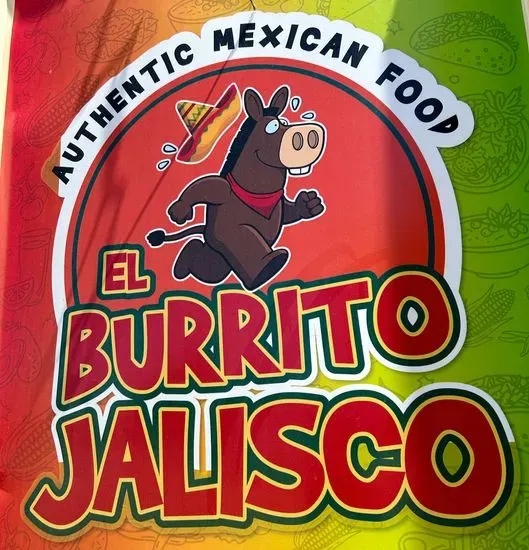 AUTHENTIC MEXICAN FOOD
EL
BURRITO
JALISCO